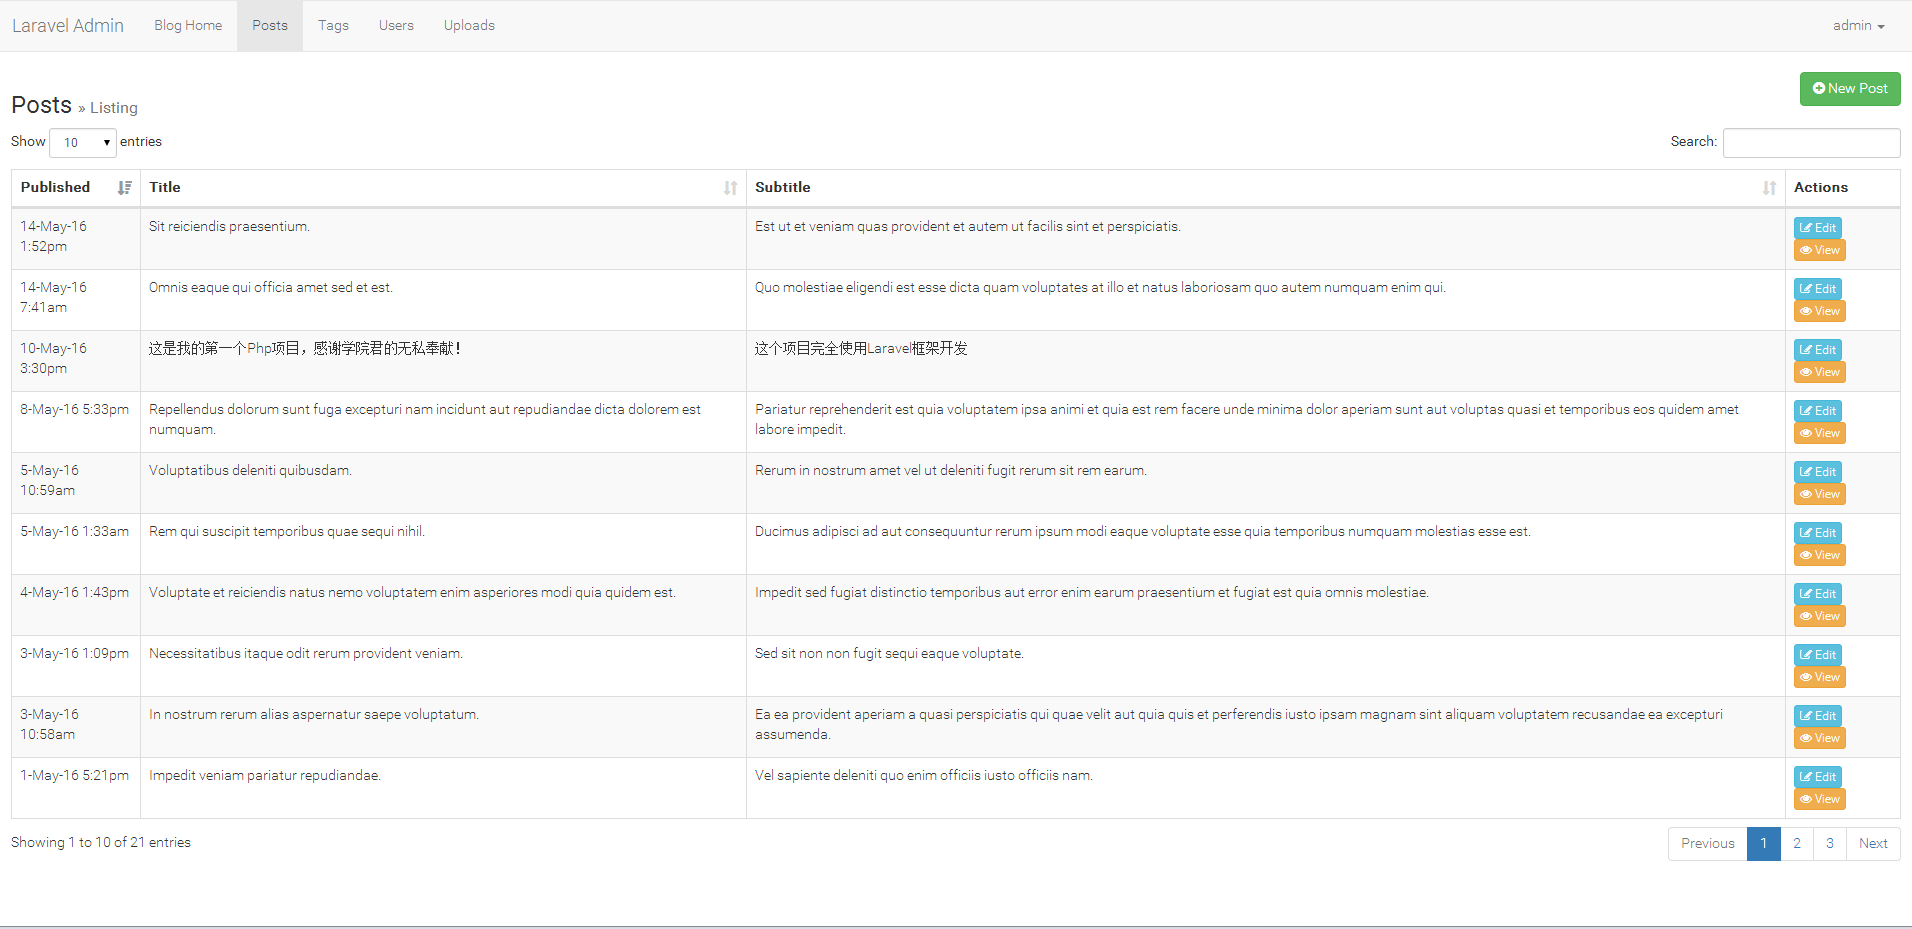 Laravel Admin Blog Home Posts Tags Users Uploads admin
New Post
Posts » Listing
Show 10 entries Search:
Published Title Subtitle Actions
14-May-16 Sit reiciendis praesentium. Est ut et veniam quas provident et autem ut facilis sint et perspiciatis. Edit
1:52pm View
14-May-16 Omnis eaque qui officia amet sed et est. Quo molestiae eligendi est esse dicta quam voluptates at illo et natus laboriosam quo autem numquam enim qui. Edit
7:41am View
10-May-16 这是我的第一个Php项目，感谢学院君的无私奉献！ 这个项目完全使用Laravel框架开发 Edit
3:30pm View
8-May-16 5:33pm Repellendus dolorum sunt fuga excepturi nam incidunt aut repudiandae dicta dolorem est Pariatur reprehenderit est quia voluptatem ipsa animi et quia est rem facere unde minima dolor aperiam sunt aut voluptas quasi et temporibus eos quidem amet Edit
numquam. labore impedit. View
5-May-16 Voluptatibus deleniti quibusdam. Rerum in nostrum amet vel ut deleniti fugit rerum sit rem earum. Edit
10:59am View
5-May-16 1:33am Rem qui suscipit temporibus quae sequi nihil. Ducimus adipisci ad aut consequuntur rerum ipsum modi eaque voluptate esse quia temporibus numquam molestias esse est. Edit
View
4-May-16 1:43pm Voluptate et reiciendis natus nemo voluptatem enim asperiores modi quia quidem est. Impedit sed fugiat distinctio temporibus aut error enim earum praesentium et fugiat est quia omnis molestiae. Edit
View
3-May-16 1:09pm Necessitatibus itaque odit rerum provident veniam. Sed sit non non fugit sequi eaque voluptate. Edit
View
3-May-16 In nostrum rerum alias aspernatur saepe voluptatum. Ea ea provident aperiam a quasi perspiciatis qui quae velit aut quia quis et perferendis iusto ipsam magnam sint aliquam voluptatem recusandae ea excepturi Edit
10:58am assumenda. View
1-May-16 5:21pm Impedit veniam pariatur repudiandae. Vel sapiente deleniti quo enim officiis iusto officiis nam. Edit
View
Showing 1 to 10 of 21 entries Previous 1 2 3 Next